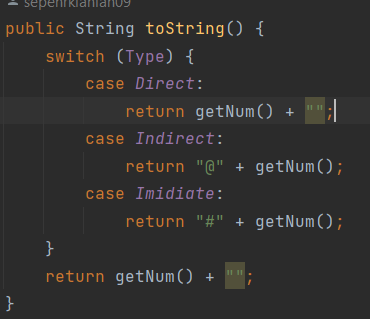 public String toString() {
switch (Type) {
case Direct:
return getNum() + "";
case Indirect:
return "@" + getNum();
case Imidiate:
return "#" + getNum();
}
return getNum() + "";
}